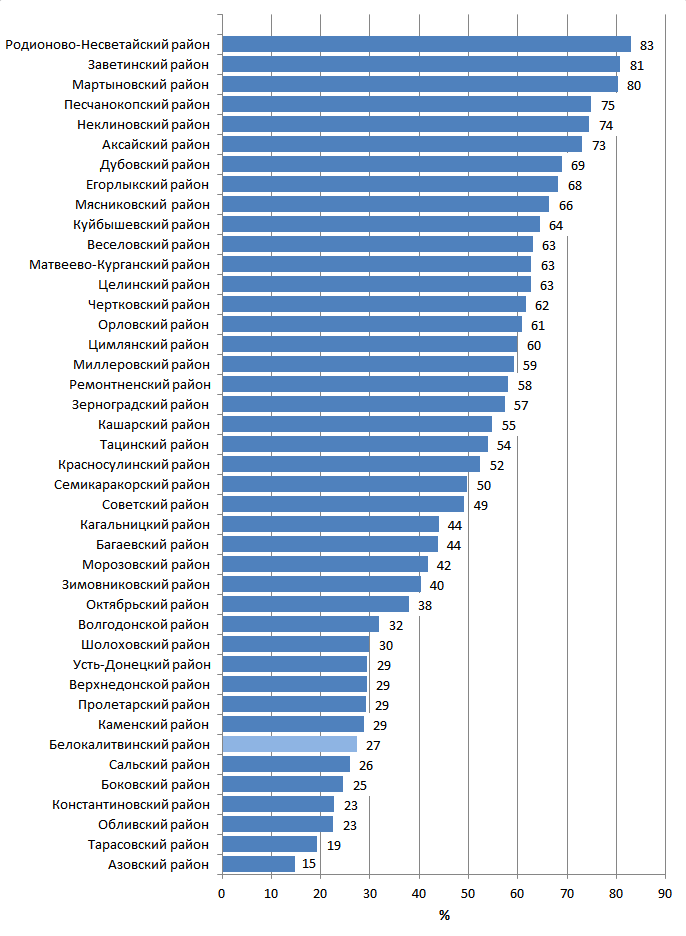 Родионово-Несветайский район 83
Заветинский район 81
Мартыновский район 80
Песчанокопский район 75
Неклиновский район 74
Аксайский район 73
Дубовский район 69
Егорлыкский район 68
Мясниковский район 66
Куйбышевский район 64
Веселовский район 63
Матвеево-Курганский район 63
Целинский район 63
Чертковский район 62
Орловский район 61
Цимлянский район 60
Миллеровский район 59
Ремонтненский район 58
Зерноградский район 57
Кашарский район 55
Тацинский район 54
Красносулинский район 52
Семикаракорский район 50
Советский район 49
Кагальницкий район 44
Багаевский район 44
Морозовский район 42
Зимовниковский район 40
Октябрьский район 38
Волгодонской район 32
Шолоховский район 30
Усть-Донецкий район 29
Верхнедонской район 29
Пролетарский район 29
Каменский район 29
Белокалитвинский район 27
Сальский район 26
Боковский район 25
Константиновский район 23
Обливский район 23
Тарасовский район 19
Азовский район 15
0 10 20 30 40 50 60 70 80 90
%